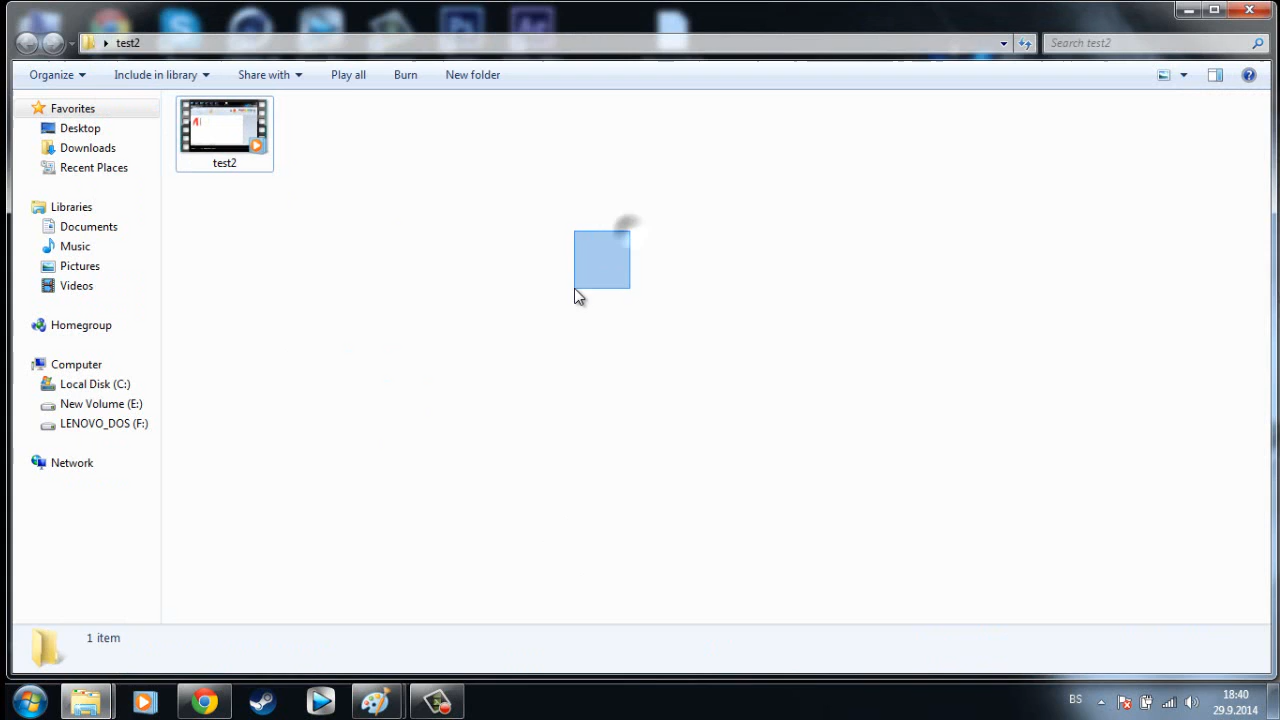 test2
Search test2
Organize
Include in library
Share with
Play all
Burn
New folder
Favorites
Desktop
Downloads
Recent Places
Libraries
Documents
Music
Pictures
Videos
Homegroup
Computer
Local Disk (C:)
New Volume (E:)
LENOVO_DOS (F:)
Network
test2
1 item
BS
18:40
29.9.2014